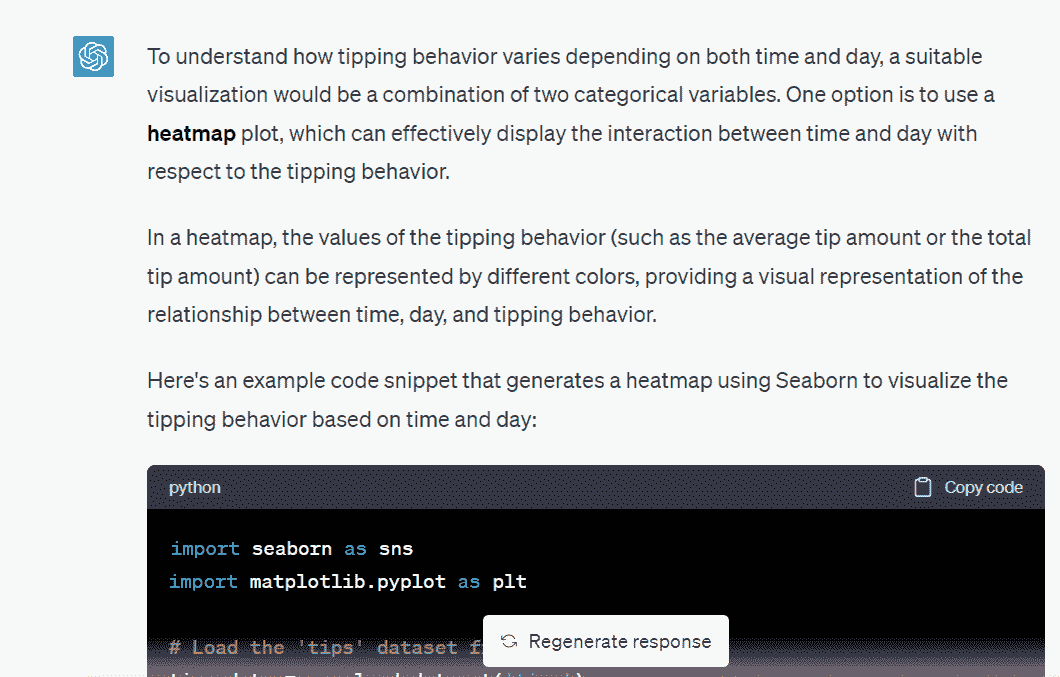 To understand how tipping behavior varies depending on both time and day, a suitable
visualization would be a combination of two categorical variables. One option is to use a
heatmap plot, which can effectively display the interaction between time and day with
respect to the tipping behavior.
In a heatmap, the values of the tipping behavior (such as the average tip amount or the total
tip amount) can be represented by different colors, providing a visual representation of the
relationship between time, day, and tipping behavior.
Here's an example code snippet that generates a heatmap using Seaborn to visualize the
tipping behavior based on time and day:
python
Copy code
import seaborn as sns
import matplotlib.pyplot as plt
# Load the 'tips' dataset
Regenerate response